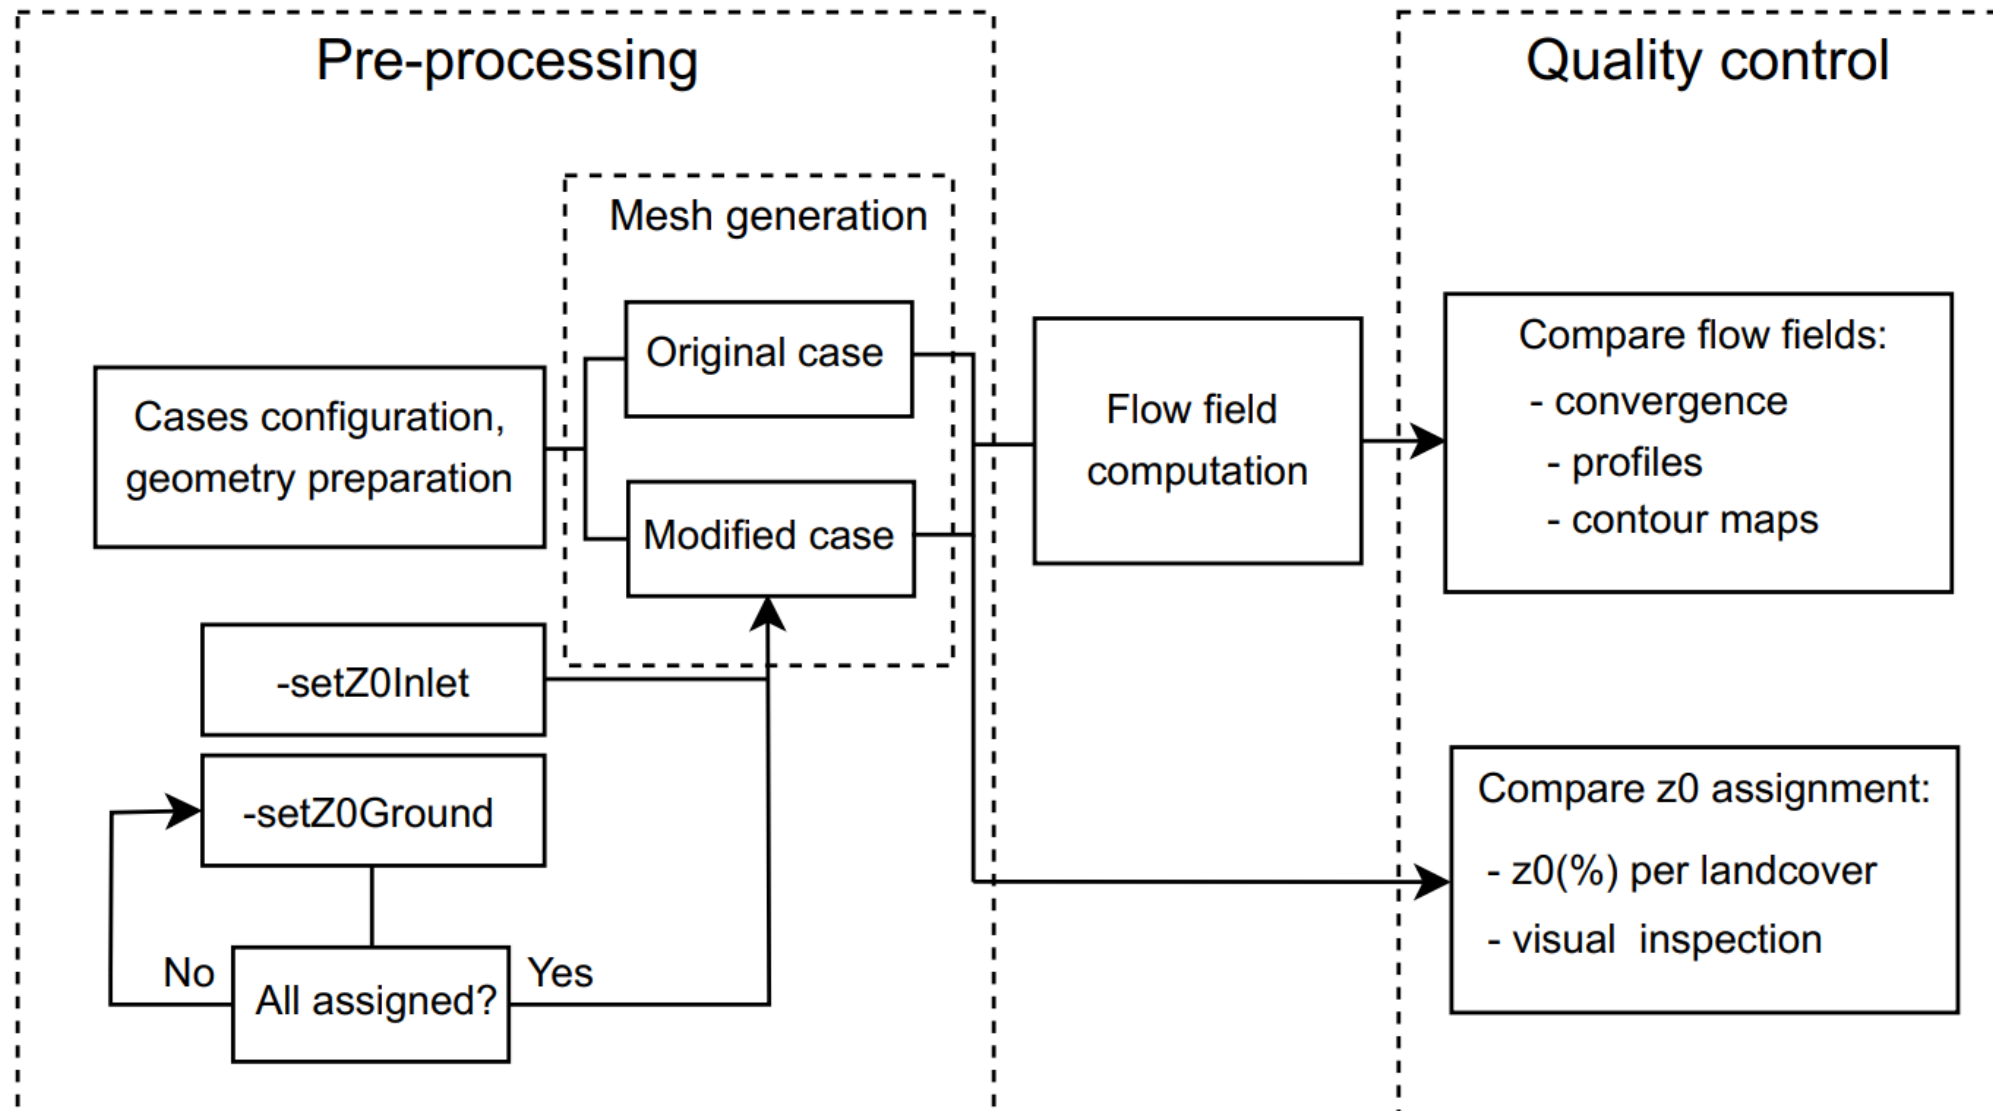 Pre-processing
Quality control
Mesh generation
Original case
Cases configuration,
geometry preparation
Modified case
-setZ0Inlet
-setZ0Ground
No
All assigned?
Yes
Flow field
computation
Compare flow fields:
- convergence
- profiles
- contour maps
Compare z0 assignment:
- z0(%) per landcover
- visual inspection